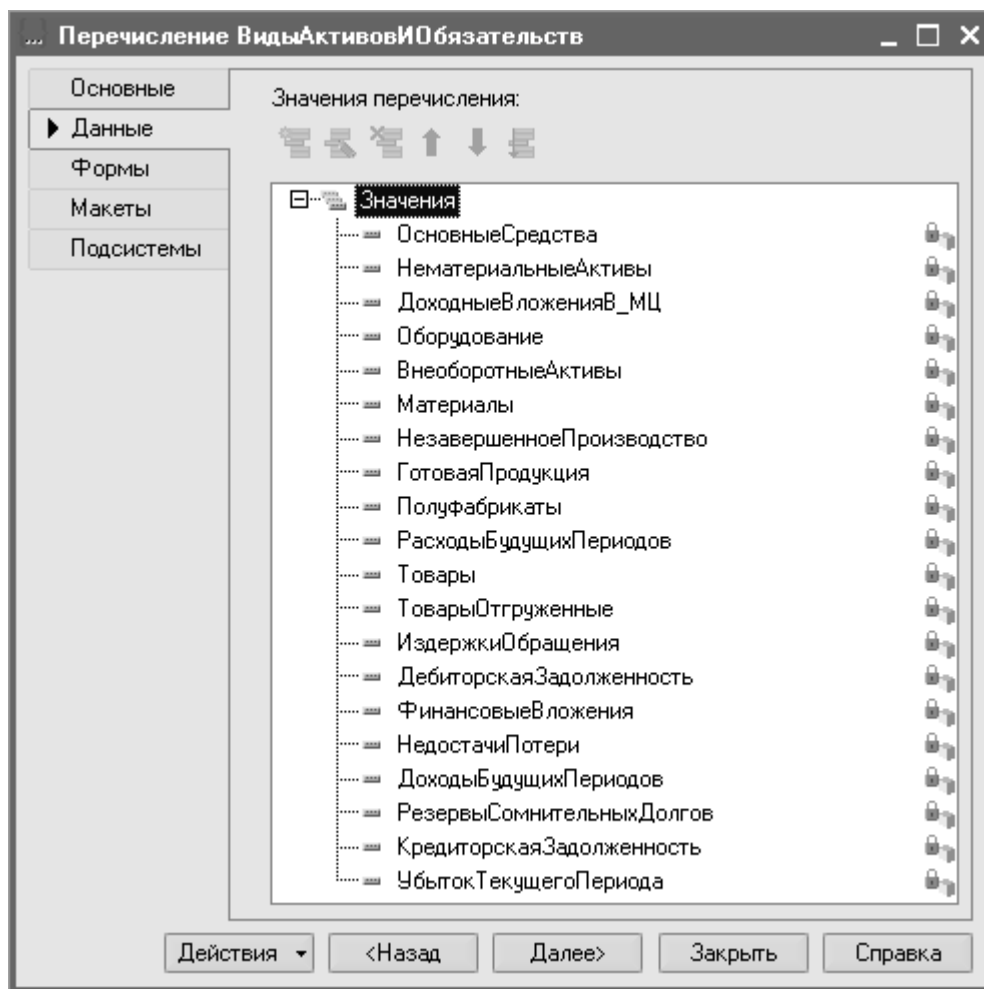 ... Перечисление ВидыАктивовИОбязательств
Основные
Данные
Формы
Макеты
Подсистемы
Значения перечисления:
Значения
ОсновныеСредства
НематериальныеАктивы
ДоходныеВложенияВ_МЦ
Оборудование
ВнеоборотныеАктивы
Материалы
НезавершенноеПроизводство
ГотоваяПродукция
Полуфабрикаты
РасходыБудущихПериодов
Товары
ТоварыОтгруженные
ИздержкиОбращения
ДебиторскаяЗадолженность
ФинансовыеВложения
НедостачиПотери
ДоходыБудущихПериодов
РезервыСомнительныхДолгов
КредиторскаяЗадолженность
УбытокТекущегоПериода
Действия <Назад Далее> Закрыть Справка